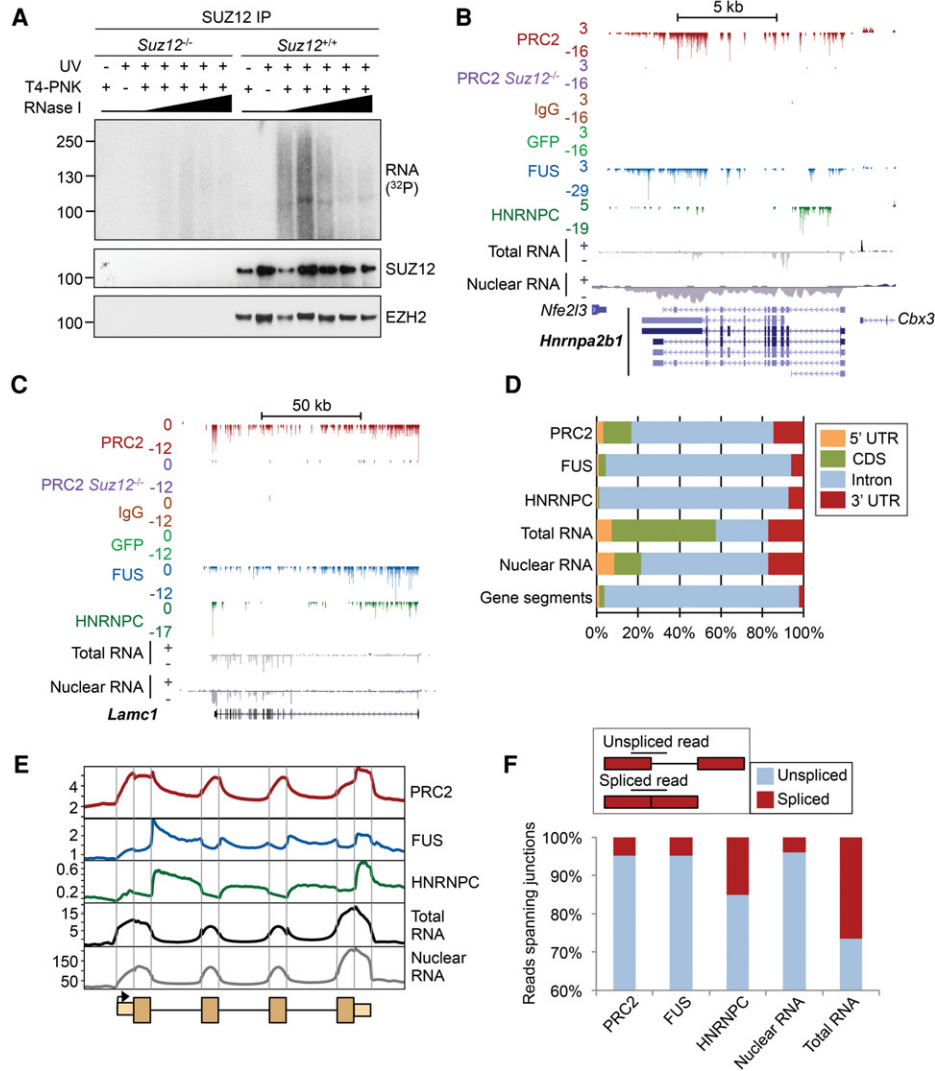 A
SUZ12 IP
Suz12-/-
Suz12+/+
UV - + + + + + + - + + + + + +
T4-PNK + - + + + + + + - + + + + +
RNase I
250
130
100
RNA
(32P)
100
SUZ12
100
EZH2
B
5 kb
PRC2 3 -16
PRC2 Suz12-/- 3 -16
IgG 3 -16
GFP 3 -16
FUS 3 -29
HNRNPC 5 -19
Total RNA + -
Nuclear RNA + -
Nfe2l3
Cbx3
Hnrnpa2b1
C
50 kb
PRC2 0 -12
PRC2 Suz12-/- 0 -12
IgG 0 -12
GFP 0 -12
FUS 0 -12
HNRNPC 0 -17
Total RNA + -
Nuclear RNA + -
Lamc1
D
PRC2
FUS
HNRNPC
Total RNA
Nuclear RNA
Gene segments
0% 20% 40% 60% 80% 100%
5' UTR
CDS
Intron
3' UTR
E
4
2
PRC2
2
1
FUS
0.6
0.2
HNRNPC
15
5
Total
RNA
150
50
Nuclear
RNA
F
Unspliced read
Spliced read
Unspliced
Spliced
Reads spanning junctions
100%
90%
80%
70%
60%
PRC2
FUS
HNRNPC
Nuclear RNA
Total RNA